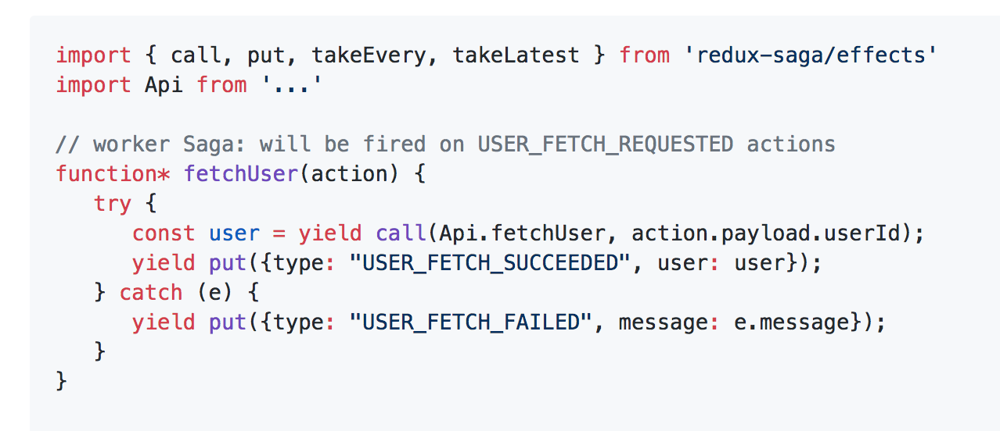 import { call, put, takeEvery, takeLatest } from 'redux-saga/effects'
import Api from '...'
// worker Saga: will be fired on USER_FETCH_REQUESTED actions
function* fetchUser(action) {
   try {
      const user = yield call(Api.fetchUser, action.payload.userId);
      yield put({type: "USER_FETCH_SUCCEEDED", user: user});
   } catch (e) {
      yield put({type: "USER_FETCH_FAILED", message: e.message});
   }
}